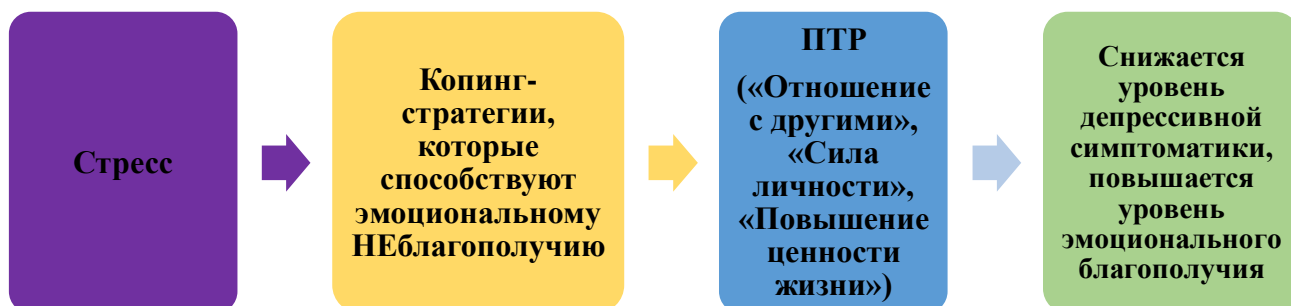 Стресс
Копинг-
стратегии,
которые
способствуют
эмоциональному
НЕблагополучию
ПТР
(«Отношение
с другими»,
«Сила
личности»,
«Повышение
ценности
жизни»)
Снижается
уровень
депрессивной
симптоматики,
повышается
уровень
эмоционального
благополучия